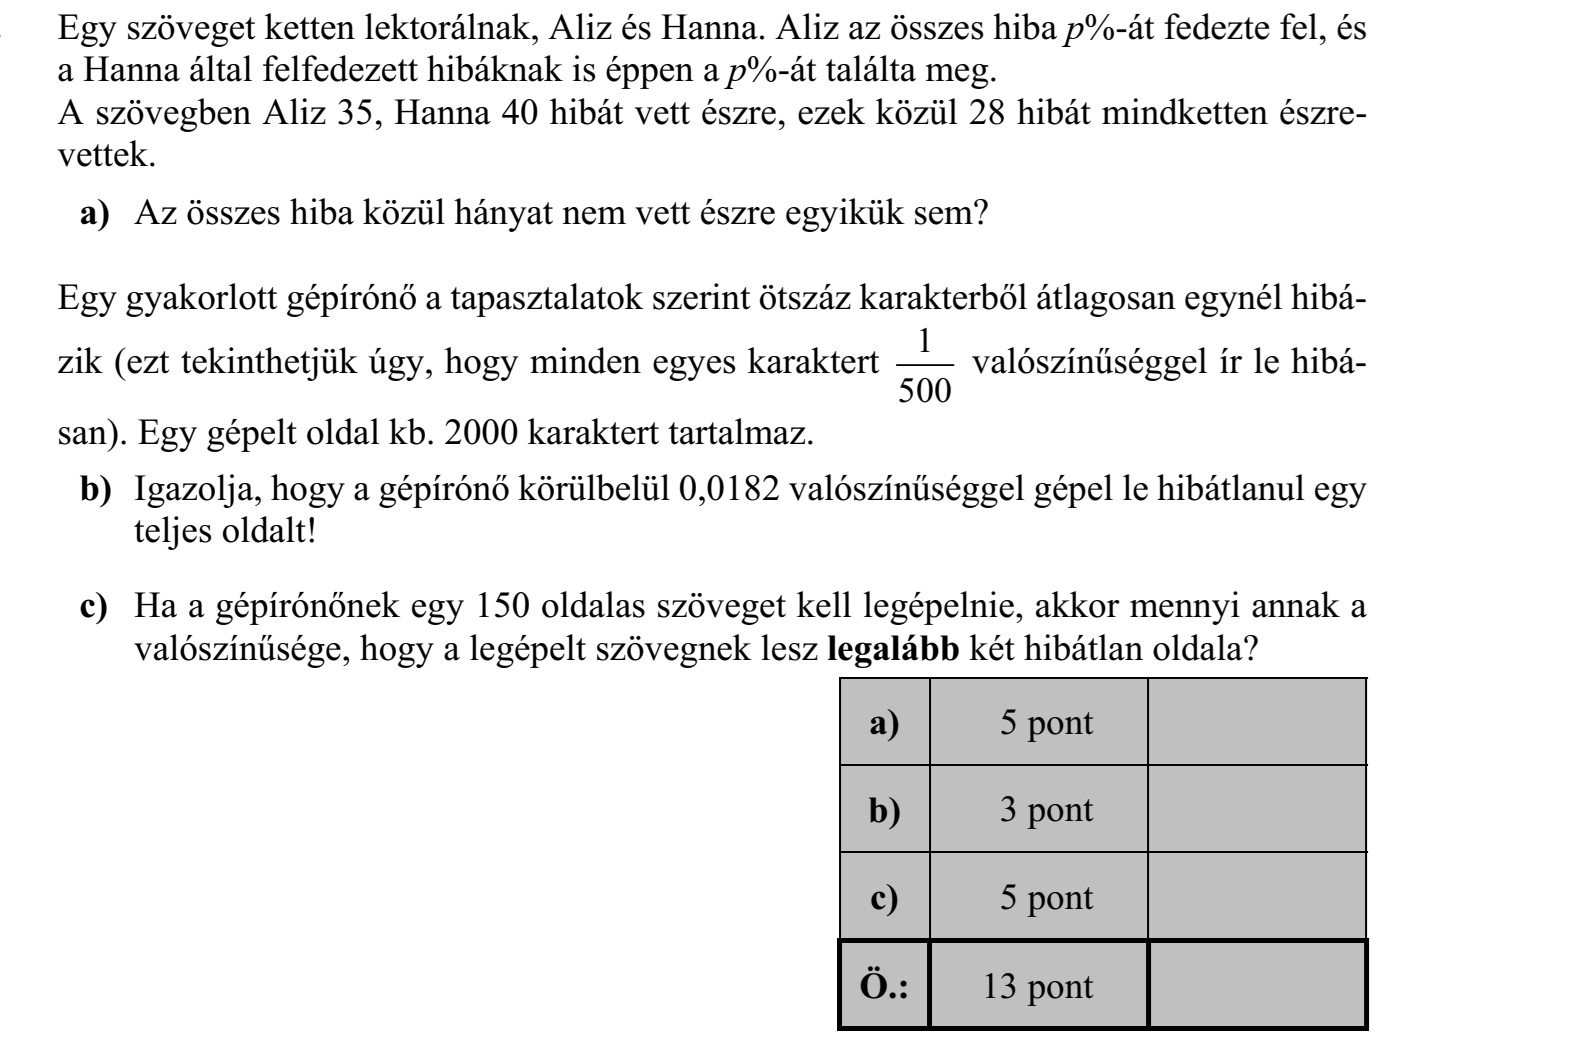 Egy szöveget ketten lektorálnak, Aliz és Hanna. Aliz az összes hiba p%-át fedezte fel, és
a Hanna által felfedezett hibáknak is éppen a p%-át találta meg.
A szövegben Aliz 35, Hanna 40 hibát vett észre, ezek közül 28 hibát mindketten észre-
vettek.
a) Az összes hiba közül hányat nem vett észre egyikük sem?
Egy gyakorlott gépírónő a tapasztalatok szerint ötszáz karakterből átlagosan egynél hibá-
zik (ezt tekinthetjük úgy, hogy minden egyes karaktert 1/500 valószínűséggel ír le hibá-
san). Egy gépelt oldal kb. 2000 karaktert tartalmaz.
b) Igazolja, hogy a gépírónő körülbelül 0,0182 valószínűséggel gépel le hibátlanul egy
teljes oldalt!
c) Ha a gépírónőnek egy 150 oldalas szöveget kell legépelnie, akkor mennyi annak a
valószínűsége, hogy a legépelt szövegnek lesz legalább két hibátlan oldala?
a) 5 pont
b) 3 pont
c) 5 pont
Ö.: 13 pont